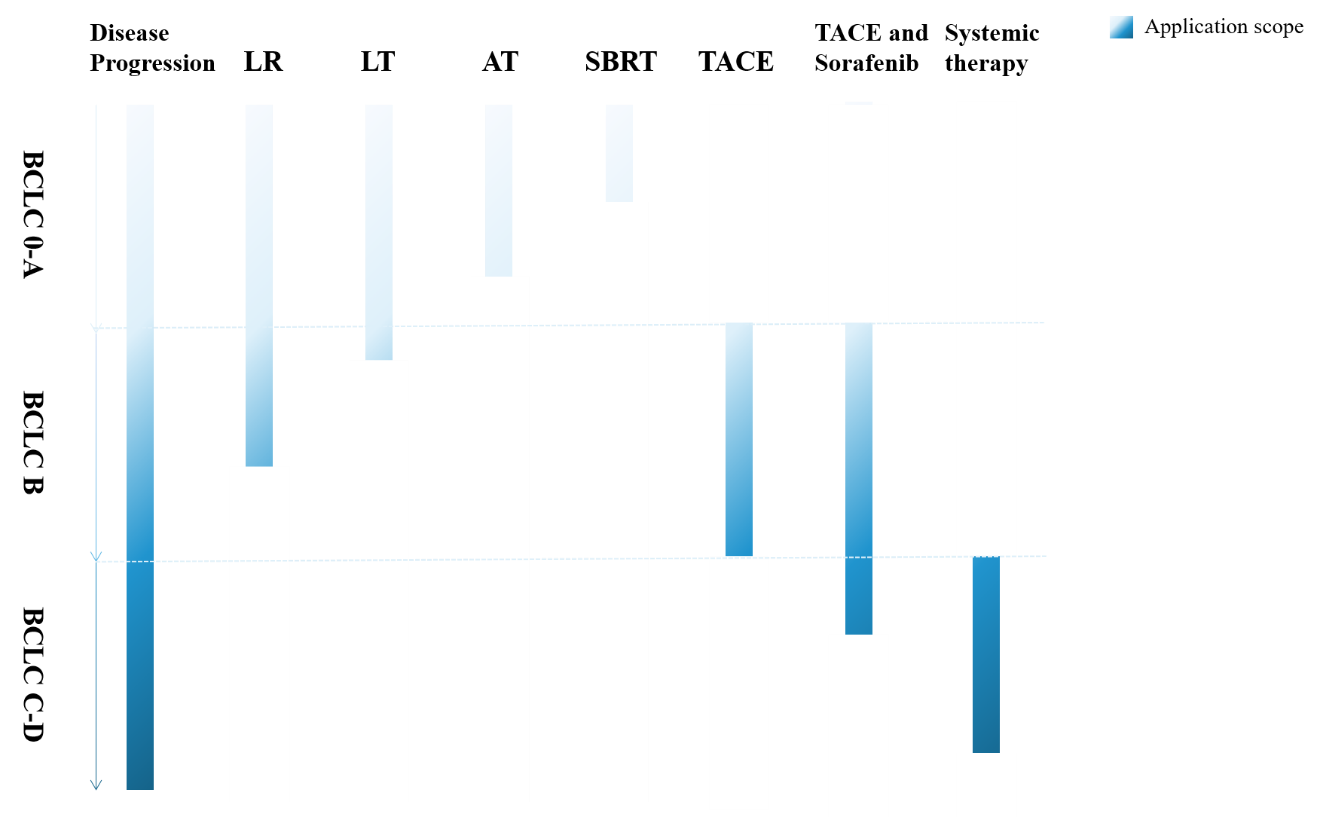 Disease
Progression
LR
LT
AT
SBRT
TACE
TACE and
Sorafenib
Systemic
therapy
Application scope
BCLC 0-A
BCLC B
BCLC C-D